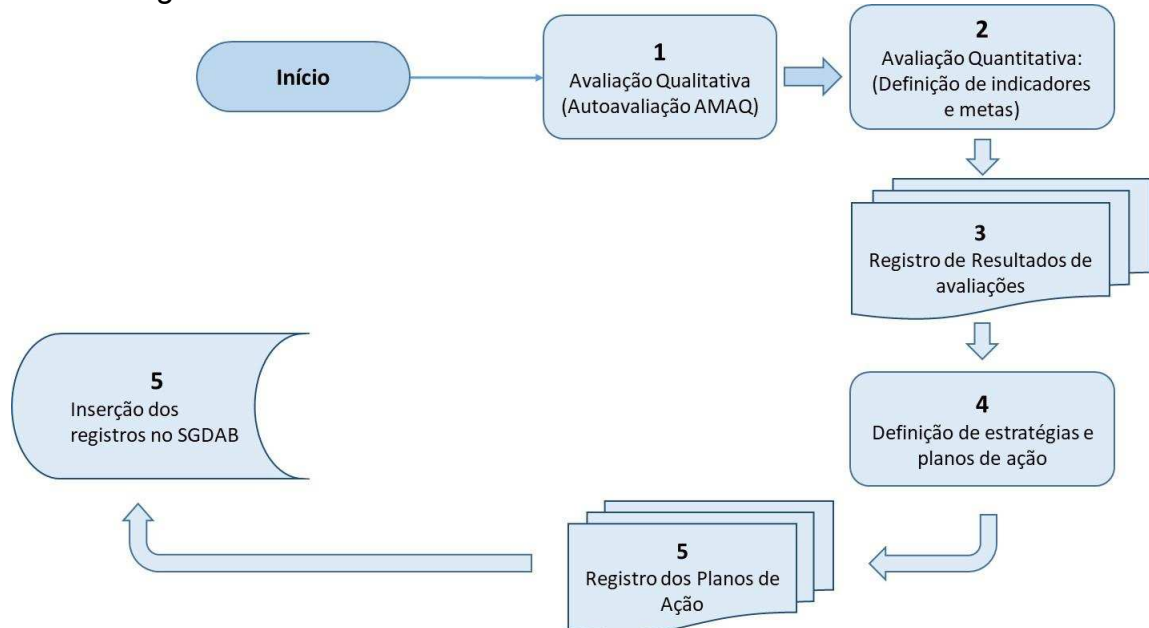 Início
1
Avaliação Qualitativa
(Autoavaliação AMAQ)
2
Avaliação Quantitativa:
(Definição de indicadores
e metas)
3
Registro de Resultados de
avaliações
4
Definição de estratégias e
planos de ação
5
Registro dos Planos de
Ação
5
Inserção dos
registros no SGDAB